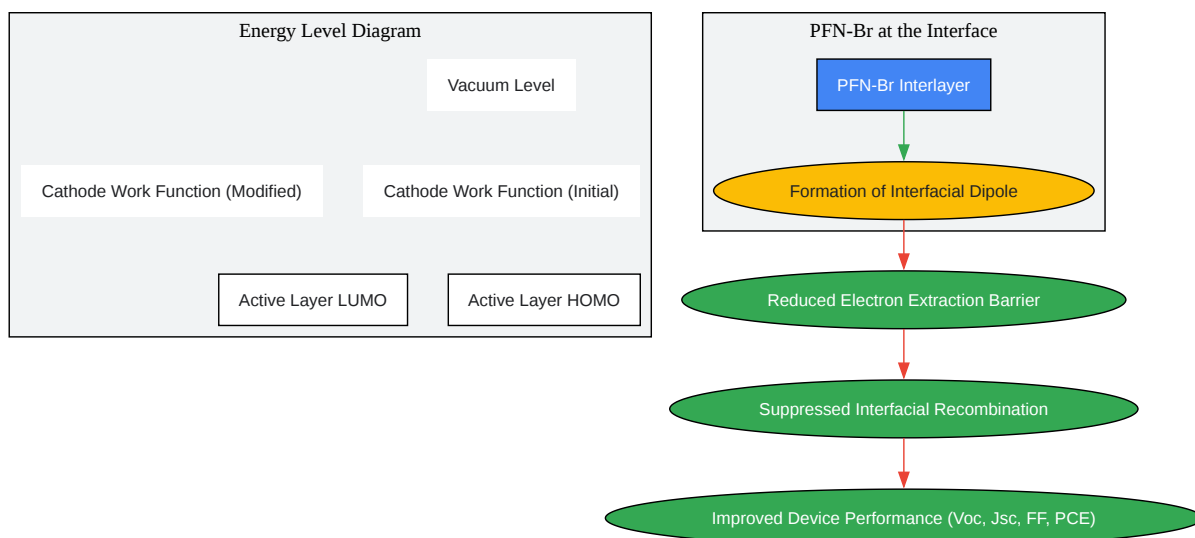 Energy Level Diagram
Vacuum Level
Cathode Work Function (Modified)
Cathode Work Function (Initial)
Active Layer LUMO
Active Layer HOMO
PFN-Br at the Interface
PFN-Br Interlayer
Formation of Interfacial Dipole
Reduced Electron Extraction Barrier
Suppressed Interfacial Recombination
Improved Device Performance (Voc, Jsc, FF, PCE)